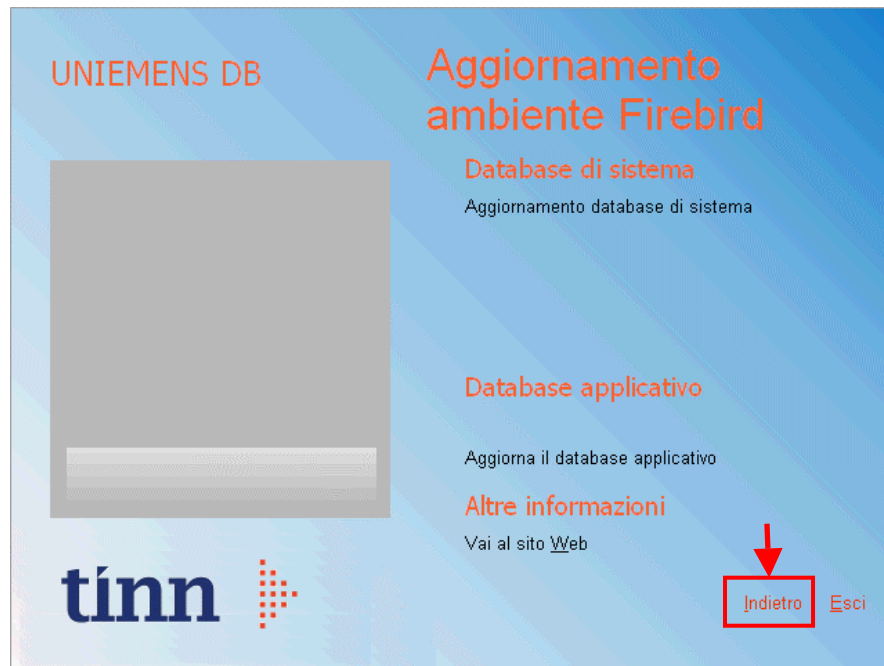 UNIEMENS DB
Aggiornamento
ambiente Firebird
Database di sistema
Aggiornamento database di sistema
Database applicativo
Aggiorna il database applicativo
Altre informazioni
Vai al sito Web
tinn
Indietro
Esci